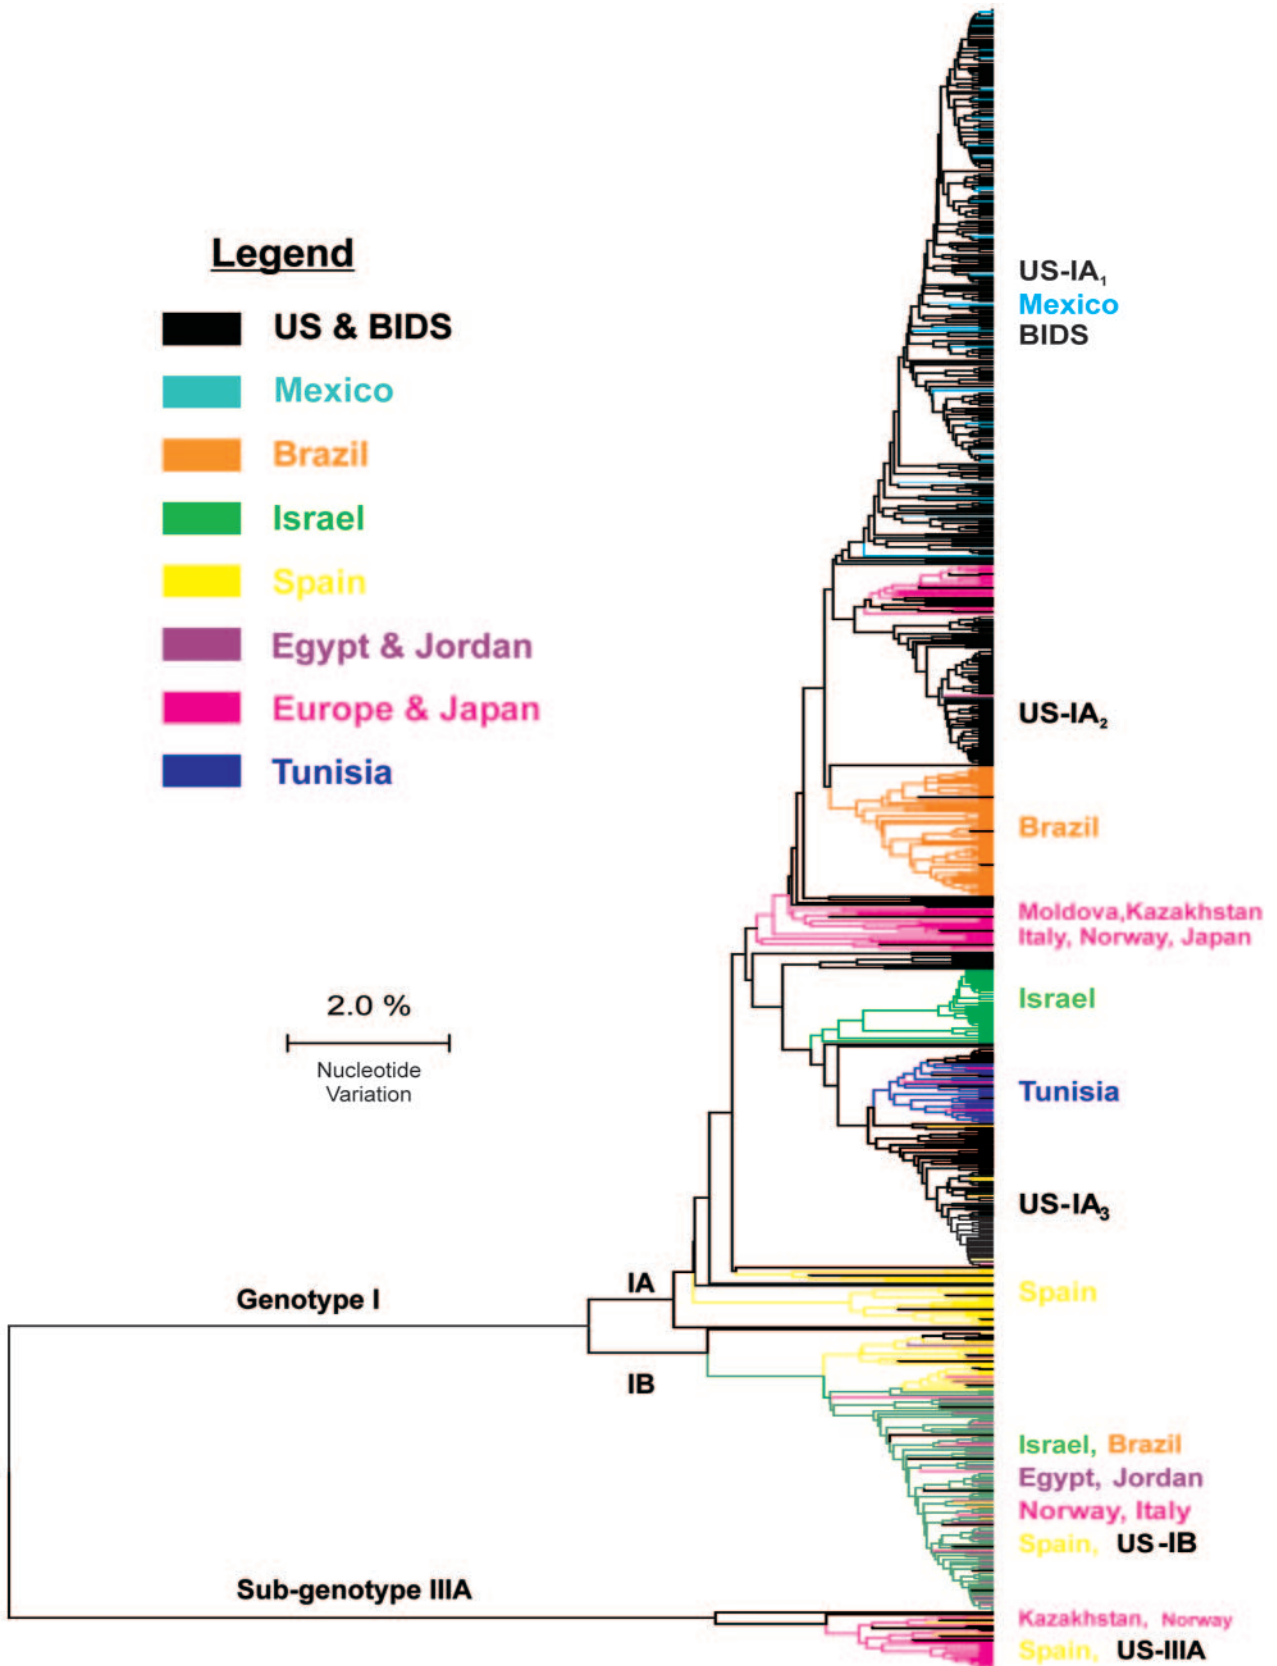 Legend
US & BIDS
Mexico
Brazil
Israel
Spain
Egypt & Jordan
Europe & Japan
Tunisia
2.0 %
Nucleotide
Variation
Genotype I
IA
IB
Sub-genotype IIIA
US-IA₁
Mexico
BIDS
US-IA₂
Brazil
Moldova,Kazakhstan
Italy, Norway, Japan
Israel
Tunisia
US-IA₃
Spain
Israel, Brazil
Egypt, Jordan
Norway, Italy
Spain, US-IB
Kazakhstan, Norway
Spain, US-IIIA